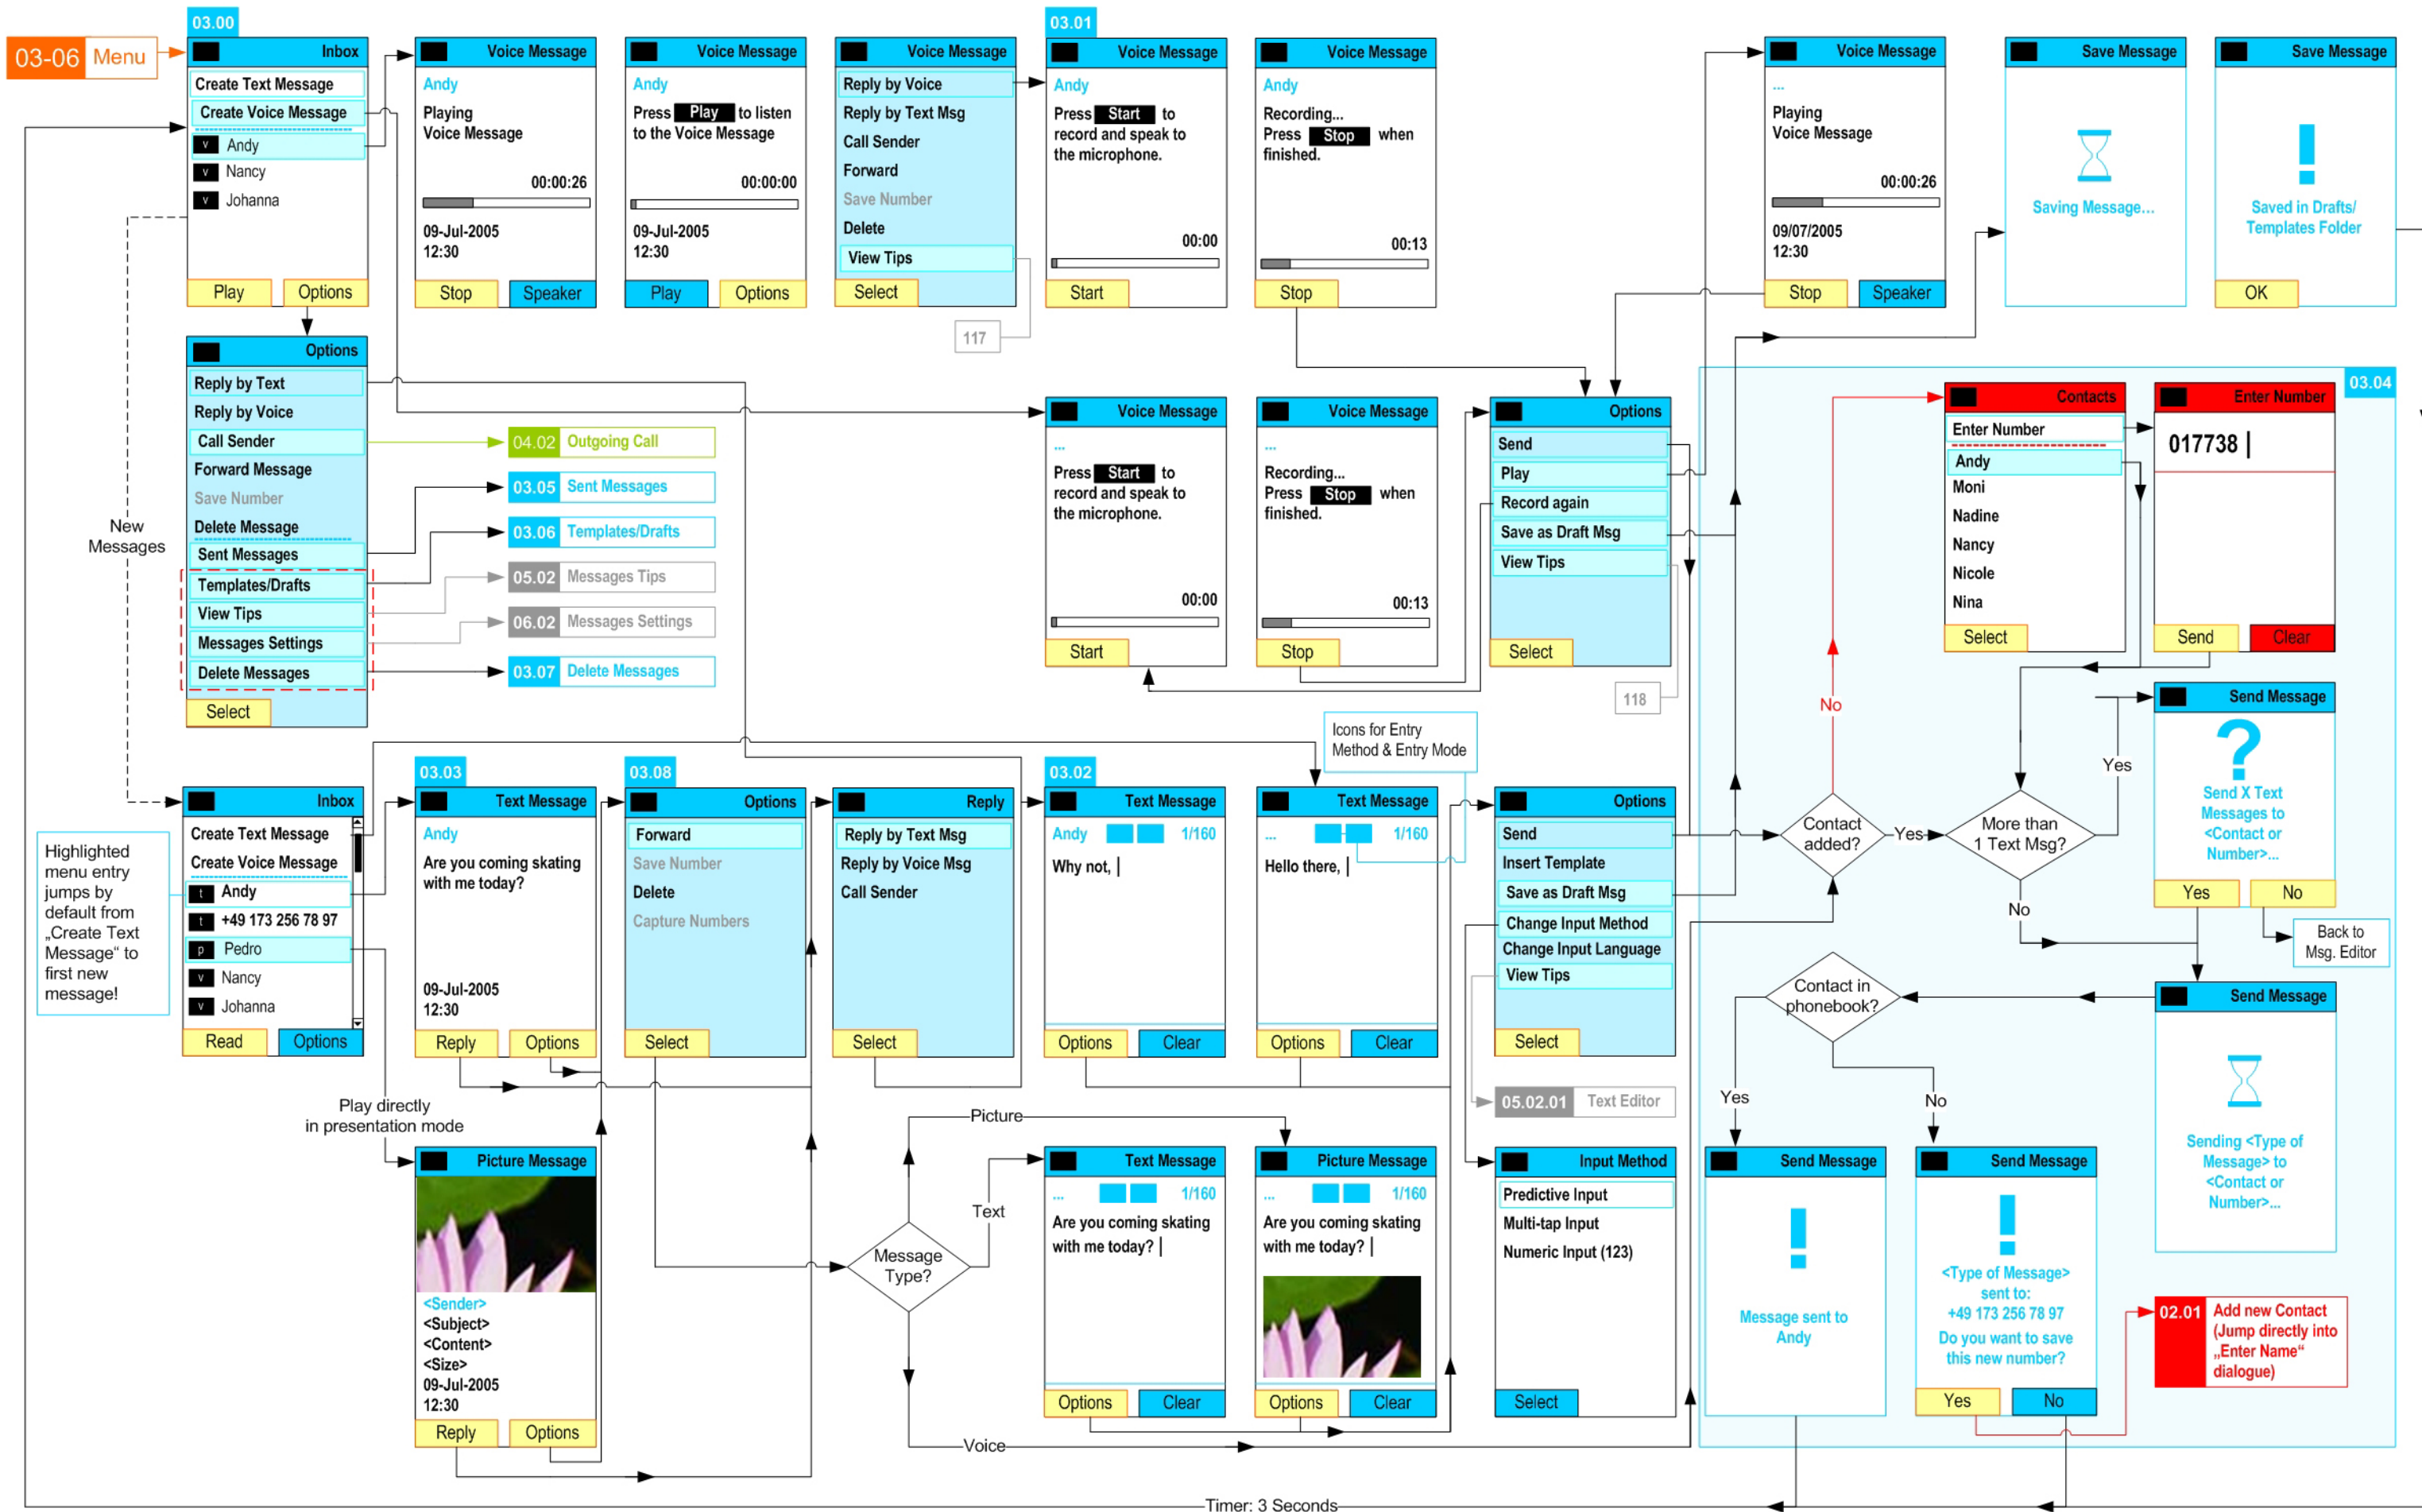 03.00
03.01
03-06 Menu
Inbox
Create Text Message
Create Voice Message
v Andy
v Nancy
v Johanna
Play Options
Voice Message
Andy
Playing
Voice Message
00:00:26
09-Jul-2005
12:30
Stop Speaker
Voice Message
Andy
Press Play to listen
to the Voice Message
00:00:00
09-Jul-2005
12:30
Play Options
Voice Message
Reply by Voice
Reply by Text Msg
Call Sender
Forward
Save Number
Delete
View Tips
Select
117
Voice Message
Andy
Press Start to
record and speak to
the microphone.
00:00
Start
Voice Message
Andy
Recording...
Press Stop when
finished.
00:13
Stop
Voice Message
...
Playing
Voice Message
00:00:26
09/07/2005
12:30
Stop Speaker
Save Message
Saving Message...
Save Message
Saved in Drafts/
Templates Folder
OK
Options
Reply by Text
Reply by Voice
Call Sender
Forward Message
Save Number
Delete Message
Sent Messages
Templates/Drafts
View Tips
Messages Settings
Delete Messages
Select
New
Messages
04.02 Outgoing Call
03.05 Sent Messages
03.06 Templates/Drafts
05.02 Messages Tips
06.02 Messages Settings
03.07 Delete Messages
Voice Message
...
Press Start to
record and speak to
the microphone.
00:00
Start
Voice Message
...
Recording...
Press Stop when
finished.
00:13
Stop
Options
Send
Play
Record again
Save as Draft Msg
View Tips
Select
118
03.04
Contacts
Enter Number
Andy
Moni
Nadine
Nancy
Nicole
Nina
Select
Enter Number
017738
Send Clear
No
Send Message
?
Send X Text
Messages to
<Contact or
Number>...
Yes No
Yes
Back to
Msg. Editor
Contact
added?
Yes
More than
1 Text Msg?
No
Icons for Entry
Method & Entry Mode
Highlighted
menu entry
jumps by
default from
„Create Text
Message“ to
first new
message!
Inbox
Create Text Message
Create Voice Message
t Andy
t +49 173 256 78 97
p Pedro
v Nancy
v Johanna
Read Options
03.03
Text Message
Andy
Are you coming skating
with me today?
09-Jul-2005
12:30
Reply Options
03.08
Options
Forward
Save Number
Delete
Capture Numbers
Select
Reply
Reply by Text Msg
Reply by Voice Msg
Call Sender
Select
03.02
Text Message
Andy 1/160
Why not, |
Options Clear
Text Message
... 1/160
Hello there, |
Options Clear
Options
Send
Insert Template
Save as Draft Msg
Change Input Method
Change Input Language
View Tips
Select
05.02.01 Text Editor
Contact in
phonebook?
Yes
No
Send Message
Sending <Type of
Message> to
<Contact or
Number>...
Play directly
in presentation mode
Picture Message
<Sender>
<Subject>
<Content>
<Size>
09-Jul-2005
12:30
Reply Options
Message
Type?
Picture
Text
Voice
Text Message
... 1/160
Are you coming skating
with me today? |
Options Clear
Picture Message
... 1/160
Are you coming skating
with me today? |
Options Clear
Input Method
Predictive Input
Multi-tap Input
Numeric Input (123)
Select
Send Message
!
Message sent to
Andy
Send Message
!
<Type of Message>
sent to:
+49 173 256 78 97
Do you want to save
this new number?
Yes No
02.01 Add new Contact
(Jump directly into
„Enter Name“
dialogue)
Timer: 3 Seconds